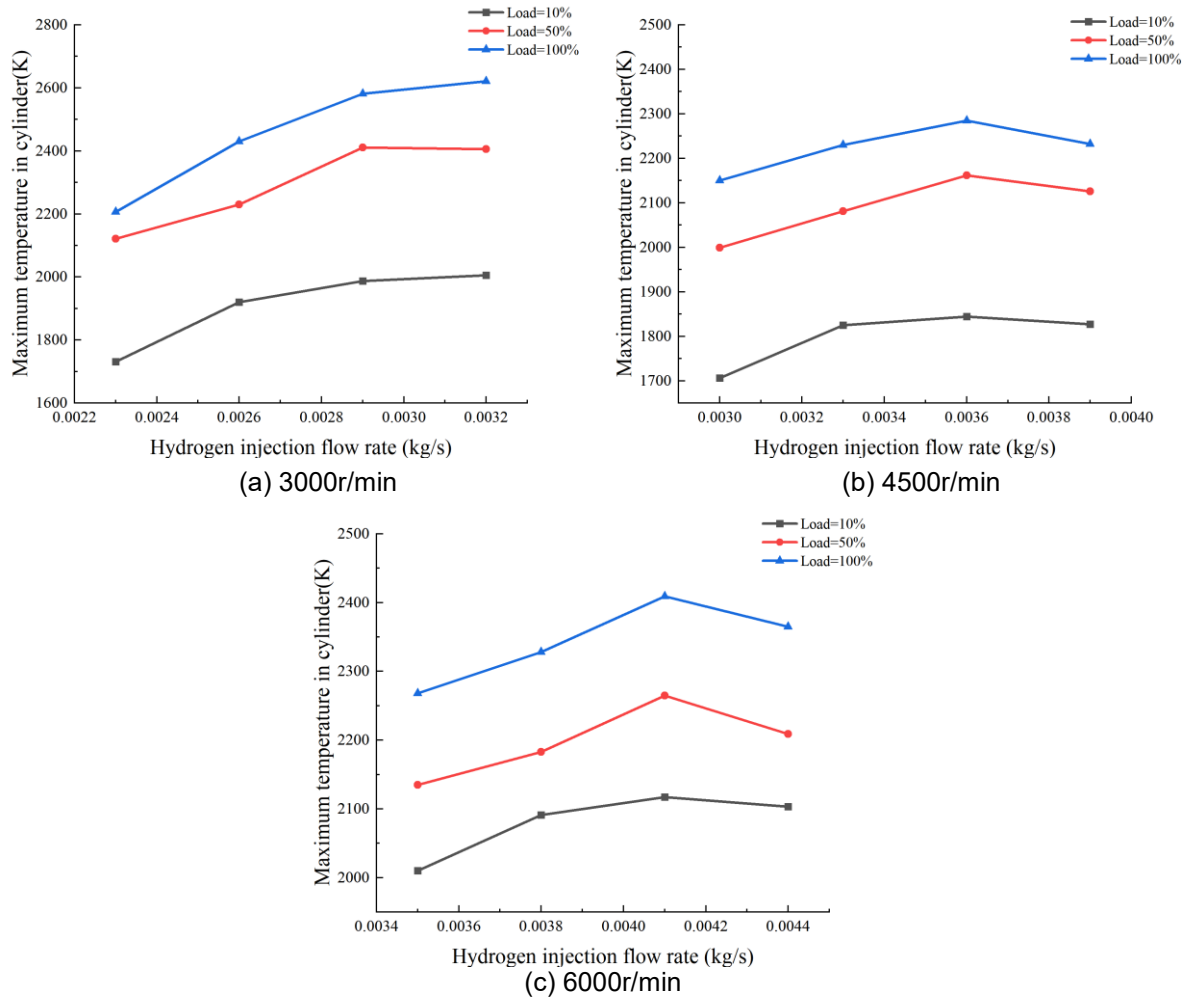 Load=10%
Load=50%
Load=100%
2800
2600
2400
2200
2000
1800
1600
Maximum temperature in cylinder(K)
0.0022 0.0024 0.0026 0.0028 0.0030 0.0032
Hydrogen injection flow rate (kg/s)
(a) 3000r/min
Load=10%
Load=50%
Load=100%
2500
2400
2300
2200
2100
2000
1900
1800
1700
Maximum temperature in cylinder(K)
0.0030 0.0032 0.0034 0.0036 0.0038 0.0040
Hydrogen injection flow rate (kg/s)
(b) 4500r/min
Load=10%
Load=50%
Load=100%
2500
2400
2300
2200
2100
2000
Maximum temperature in cylinder(K)
0.0034 0.0036 0.0038 0.0040 0.0042 0.0044
Hydrogen injection flow rate (kg/s)
(c) 6000r/min